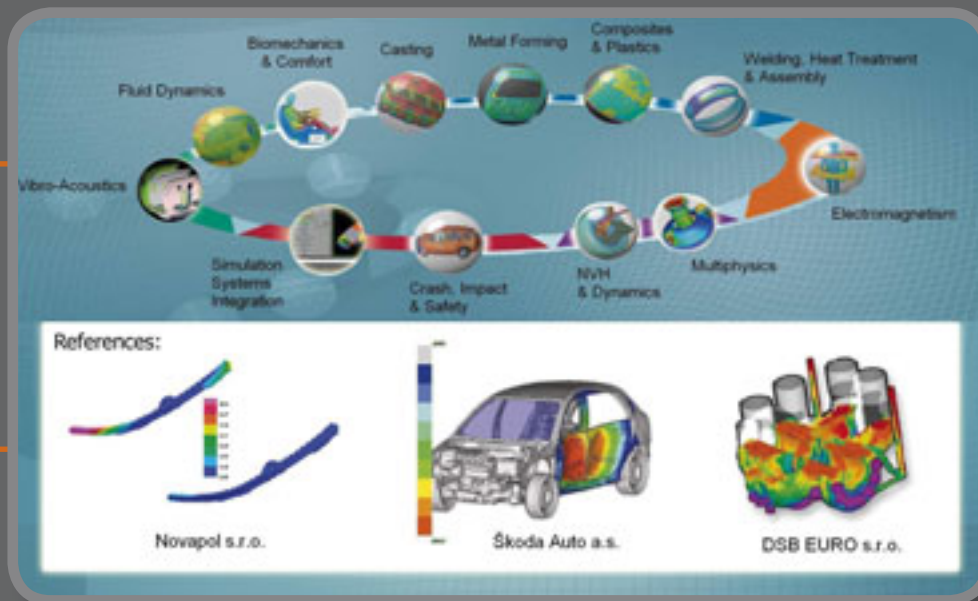 Biomechanics
& Comfort
Casting
Metal Forming
Composites
& Plastics
Welding, Heat Treatment
& Assembly
Fluid Dynamics
Vibro-Acoustics
Electromagnetism
Simulation
Systems
Integration
Crash, Impact
& Safety
NVH
& Dynamics
Multiphysics
References:
Novapol s.r.o.
Škoda Auto a.s.
DSB EURO s.r.o.